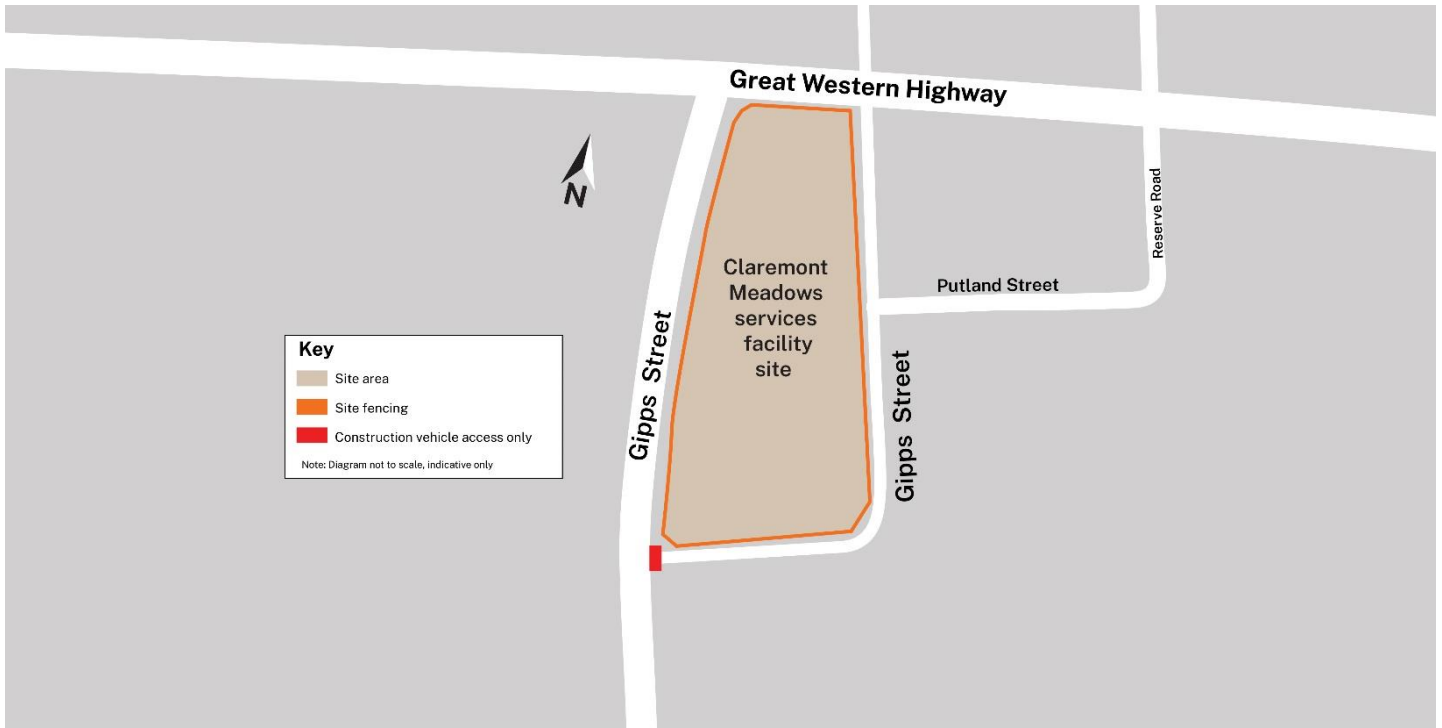 Great Western Highway
N
Reserve Road
Claremont
Meadows
services
facility
site
Putland Street
Gipps Street
Gipps Street
Key
Site area
Site fencing
Construction vehicle access only
Note: Diagram not to scale, indicative only